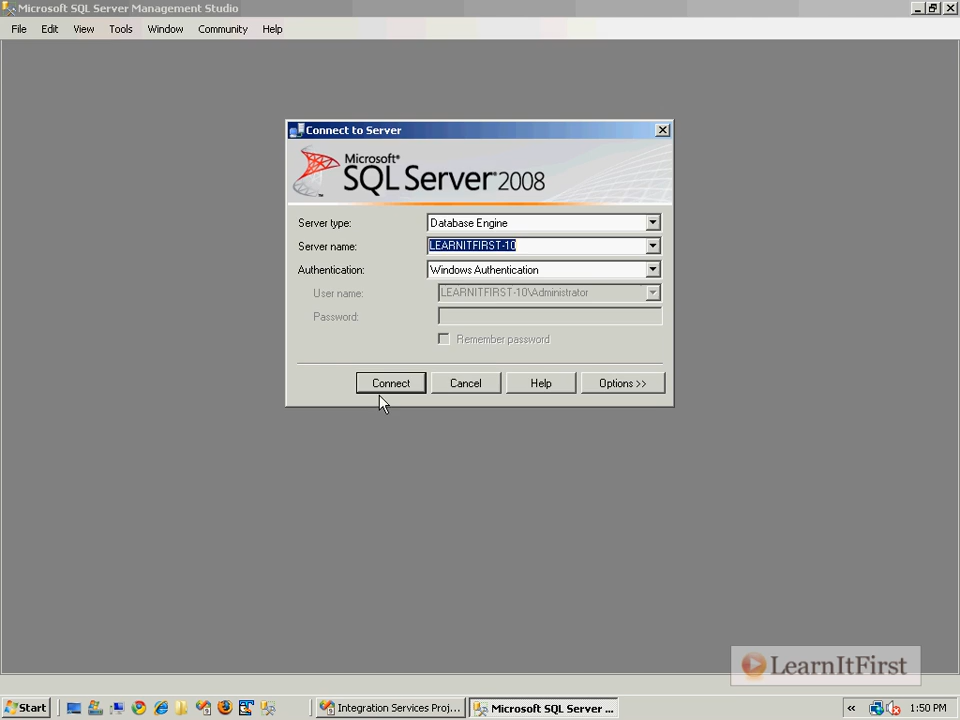 Microsoft SQL Server Management Studio
File Edit View Tools Window Community Help
Connect to Server
Microsoft®
SQL Server® 2008
Server type: Database Engine
Server name: LEARNITFIRST-10
Authentication: Windows Authentication
User name: LEARNITFIRST-10\Administrator
Password:
Remember password
Connect Cancel Help Options >>
LearnItFirst
Start Integration Services Proj... Microsoft SQL Server ... « 1:50 PM